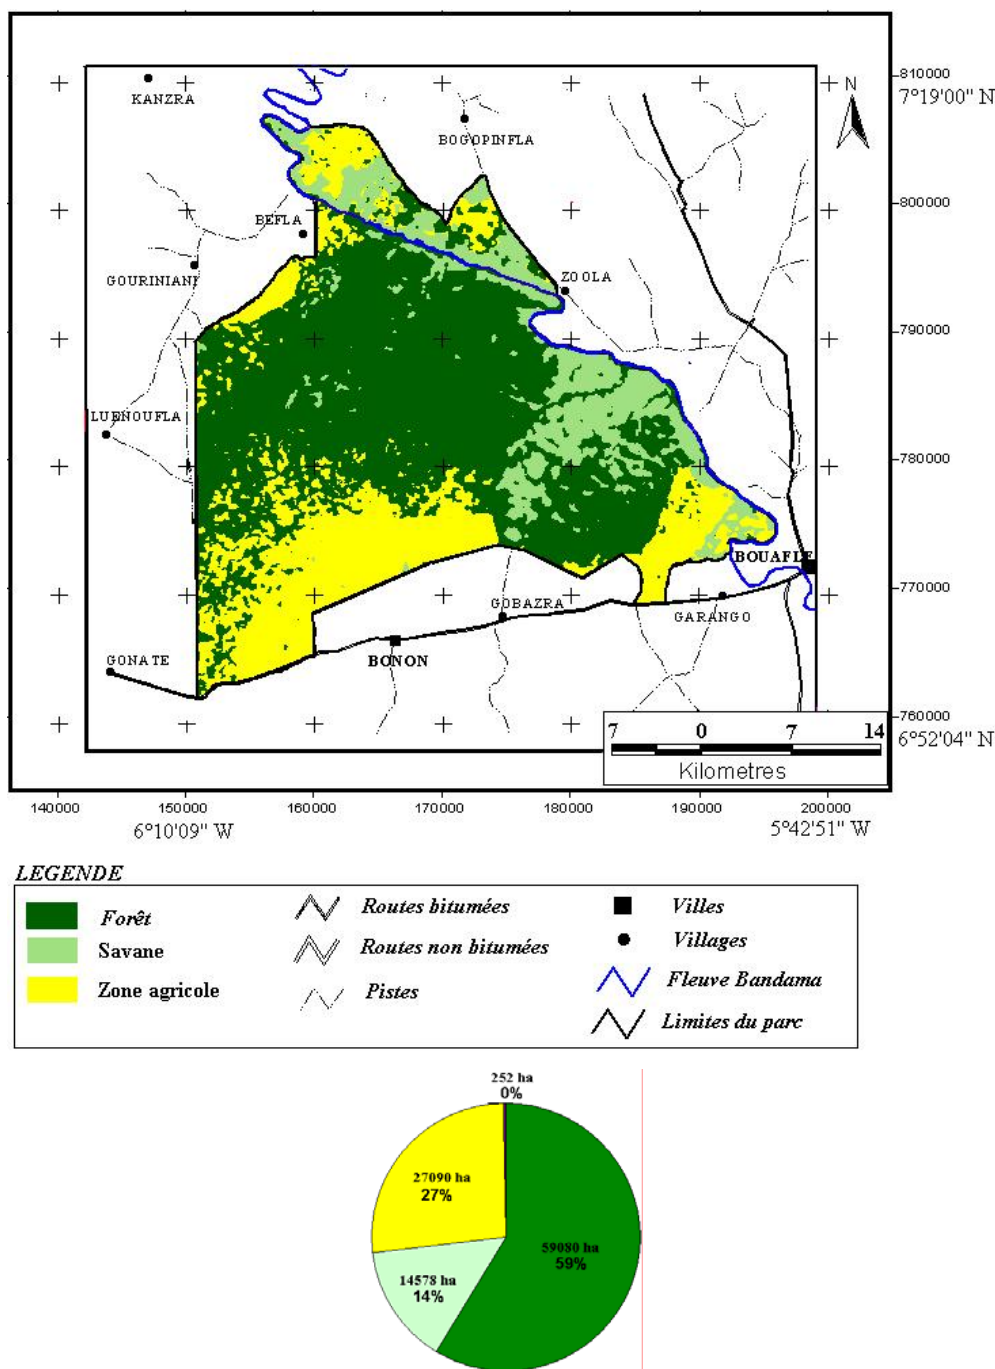 810000
7°19'00" N
N
KANZRA
BOGOPINFLA
800000
BEFLA
GOURINIANI
ZOOLA
790000
LUENOUFLA
780000
BOUAFLE
770000
GOBAZRA
GARANGO
GONATE
BONON
760000
6°52'04" N
7 0 7 14
Kilometres
140000 150000 160000 170000 180000 190000 200000
6°10'09" W 5°42'51" W
LEGENDE
Forêt
Savane
Zone agricole
Routes bitumées
Routes non bitumées
Pistes
Villes
Villages
Fleuve Bandama
Limites du parc
252 ha
0%
27090 ha
27%
59080 ha
59%
14578 ha
14%